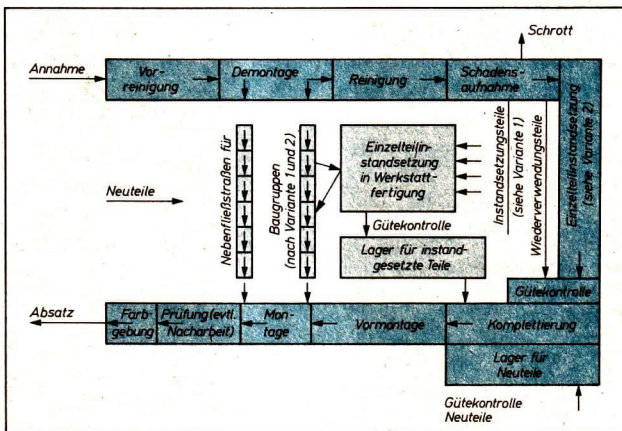 Schrott
Annahme
Vor-
reinigung
Demontage
Reinigung
Schadens-
aufnahme
Neuteile
Nebenfließstraßen für
Baugruppen
(nach Variante 1 und 2)
Einzelteilin-
standsetzung
in Werkstatt-
fertigung
Instandsetzungsteile
(siehe Variante 1)
Wiederverwendungsteile
Einzelteilinstandsetzung
(siehe Variante 2)
Gütekontrolle
Lager für instand-
gesetzte Teile
Gütekontrolle
Absatz
Farb-
gebung
Prüfung (evtl.
Nacharbeit)
Mon-
tage
Vormontage
Komplettierung
Lager für
Neuteile
Gütekontrolle
Neuteile